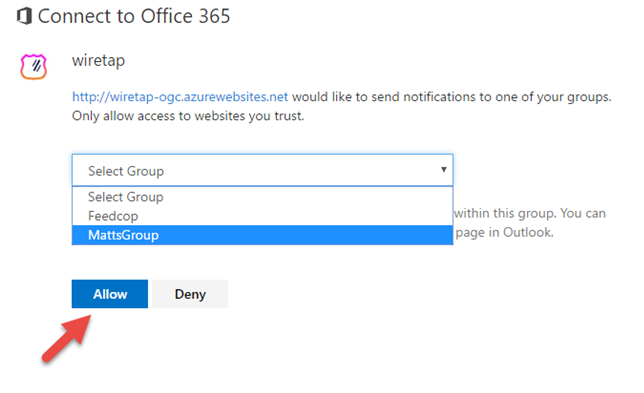 Connect to Office 365
wiretap
http://wiretap-ogc.azurewebsites.net would like to send notifications to one of your groups.
Only allow access to websites you trust.
Select Group
Select Group
Feedcop
within this group. You can
MattsGroup
page in Outlook.
Allow Deny